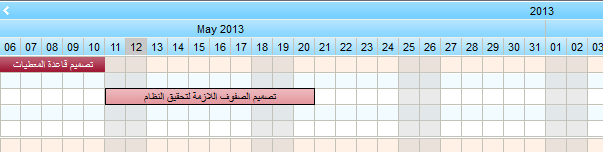 2013
May 2013
06 07 08 09 10 11 12 13 14 15 16 17 18 19 20 21 22 23 24 25 26 27 28 29 30 31 01 02 03
تصميم قاعدة المعطيات
تصميم الصفوف اللازمة لتحقيق النظام